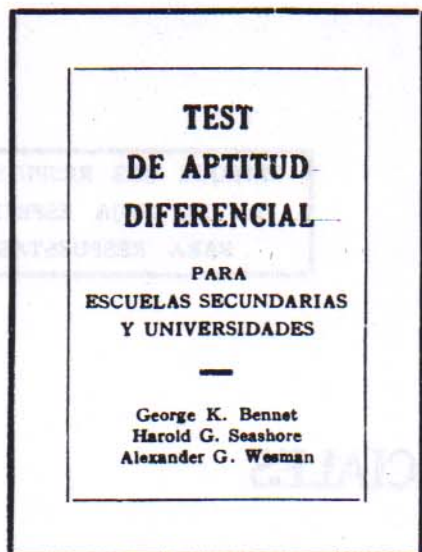 TEST
DE APTITUD
DIFERENCIAL
PARA
ESCUELAS SECUNDARIAS
Y UNIVERSIDADES
George K. Bennet
Harold G. Seashore
Alexander G. Wesman